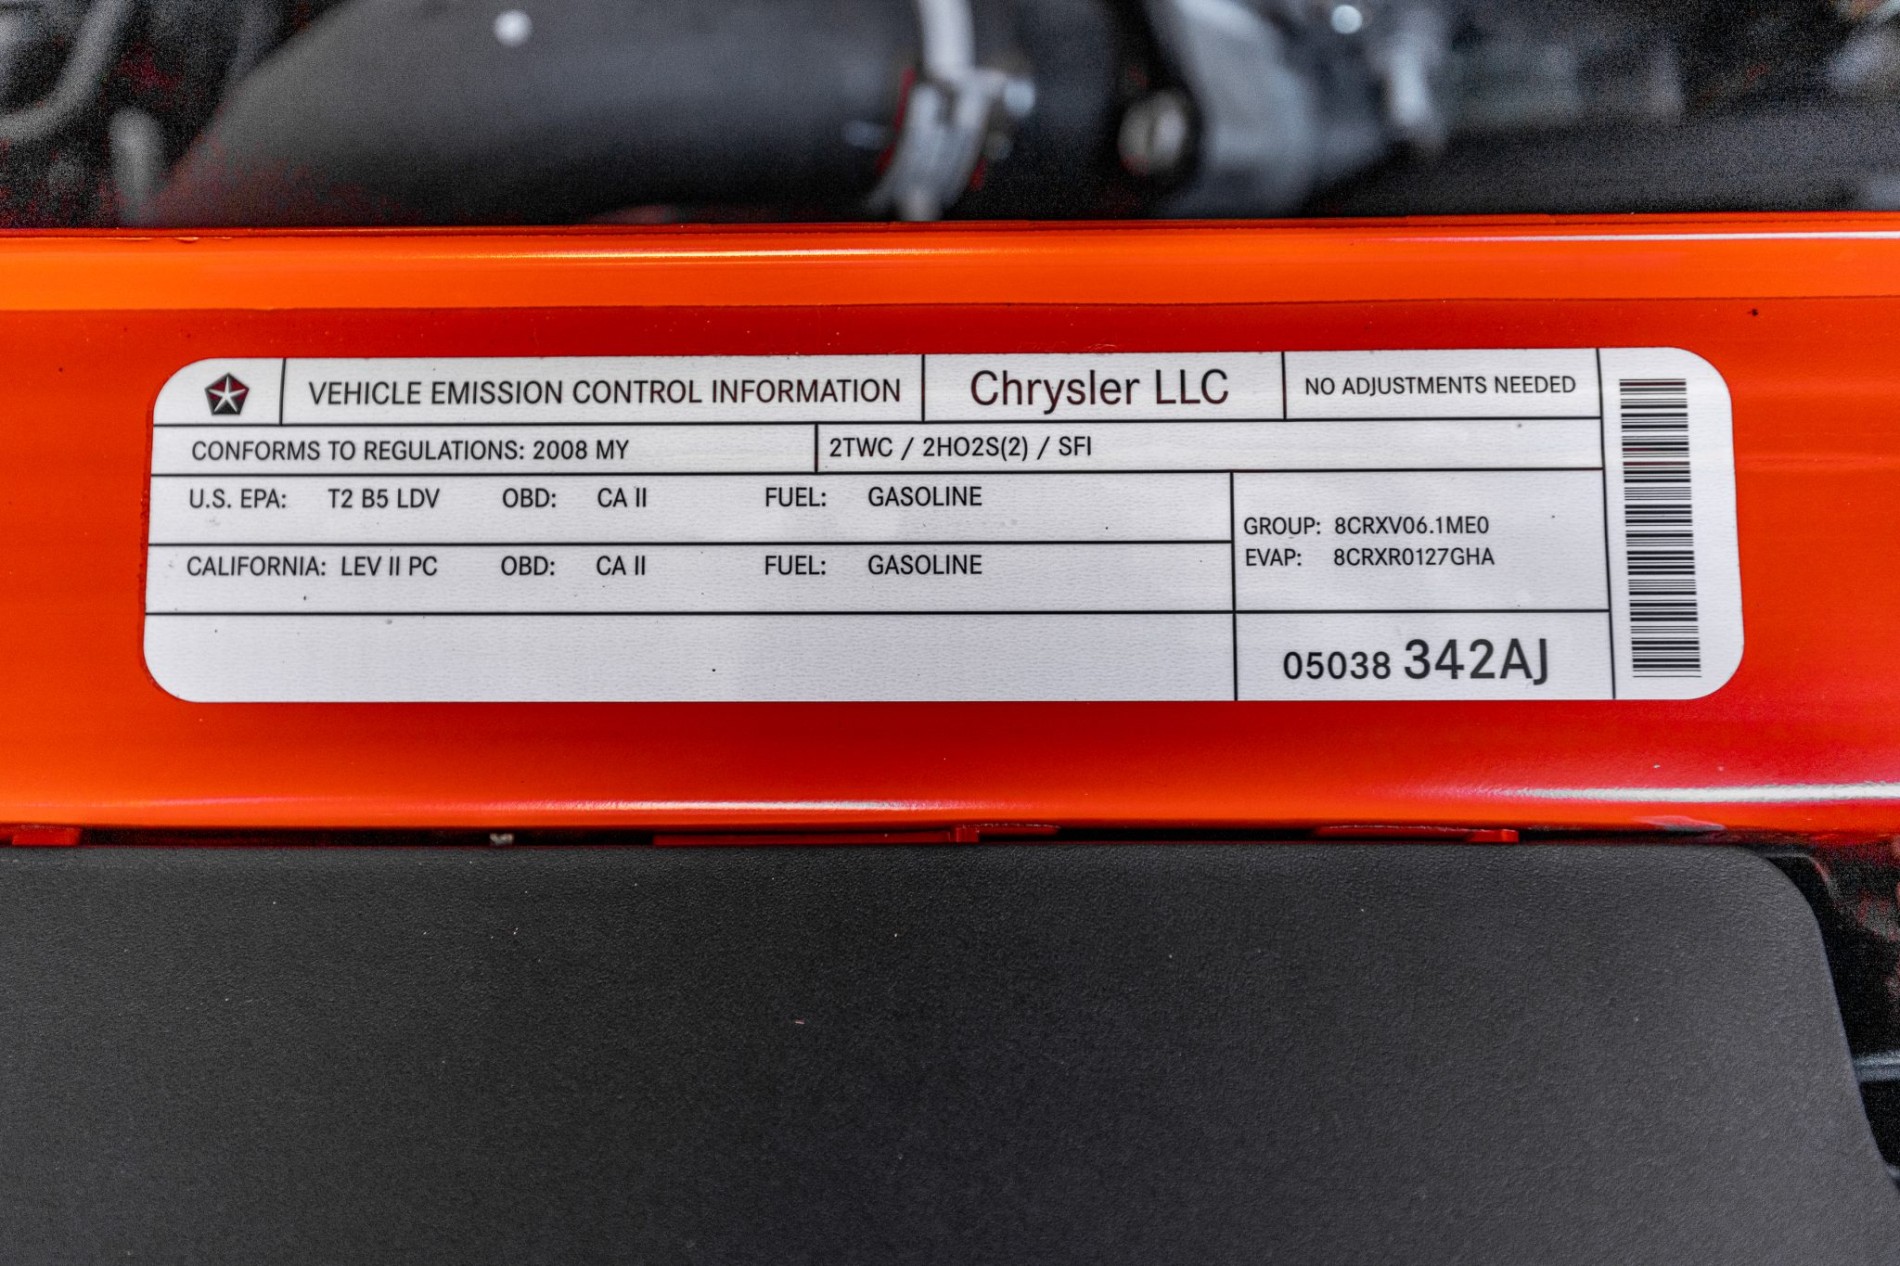 VEHICLE EMISSION CONTROL INFORMATION Chrysler LLC NO ADJUSTMENTS NEEDED
CONFORMS TO REGULATIONS: 2008 MY 2TWC / 2HO2S(2) / SFI
U.S. EPA: T2 B5 LDV OBD: CA II FUEL: GASOLINE
GROUP: 8CRXV06.1ME0
EVAP: 8CRXR0127GHA
CALIFORNIA: LEV II PC OBD: CA II FUEL: GASOLINE
05038 342AJ